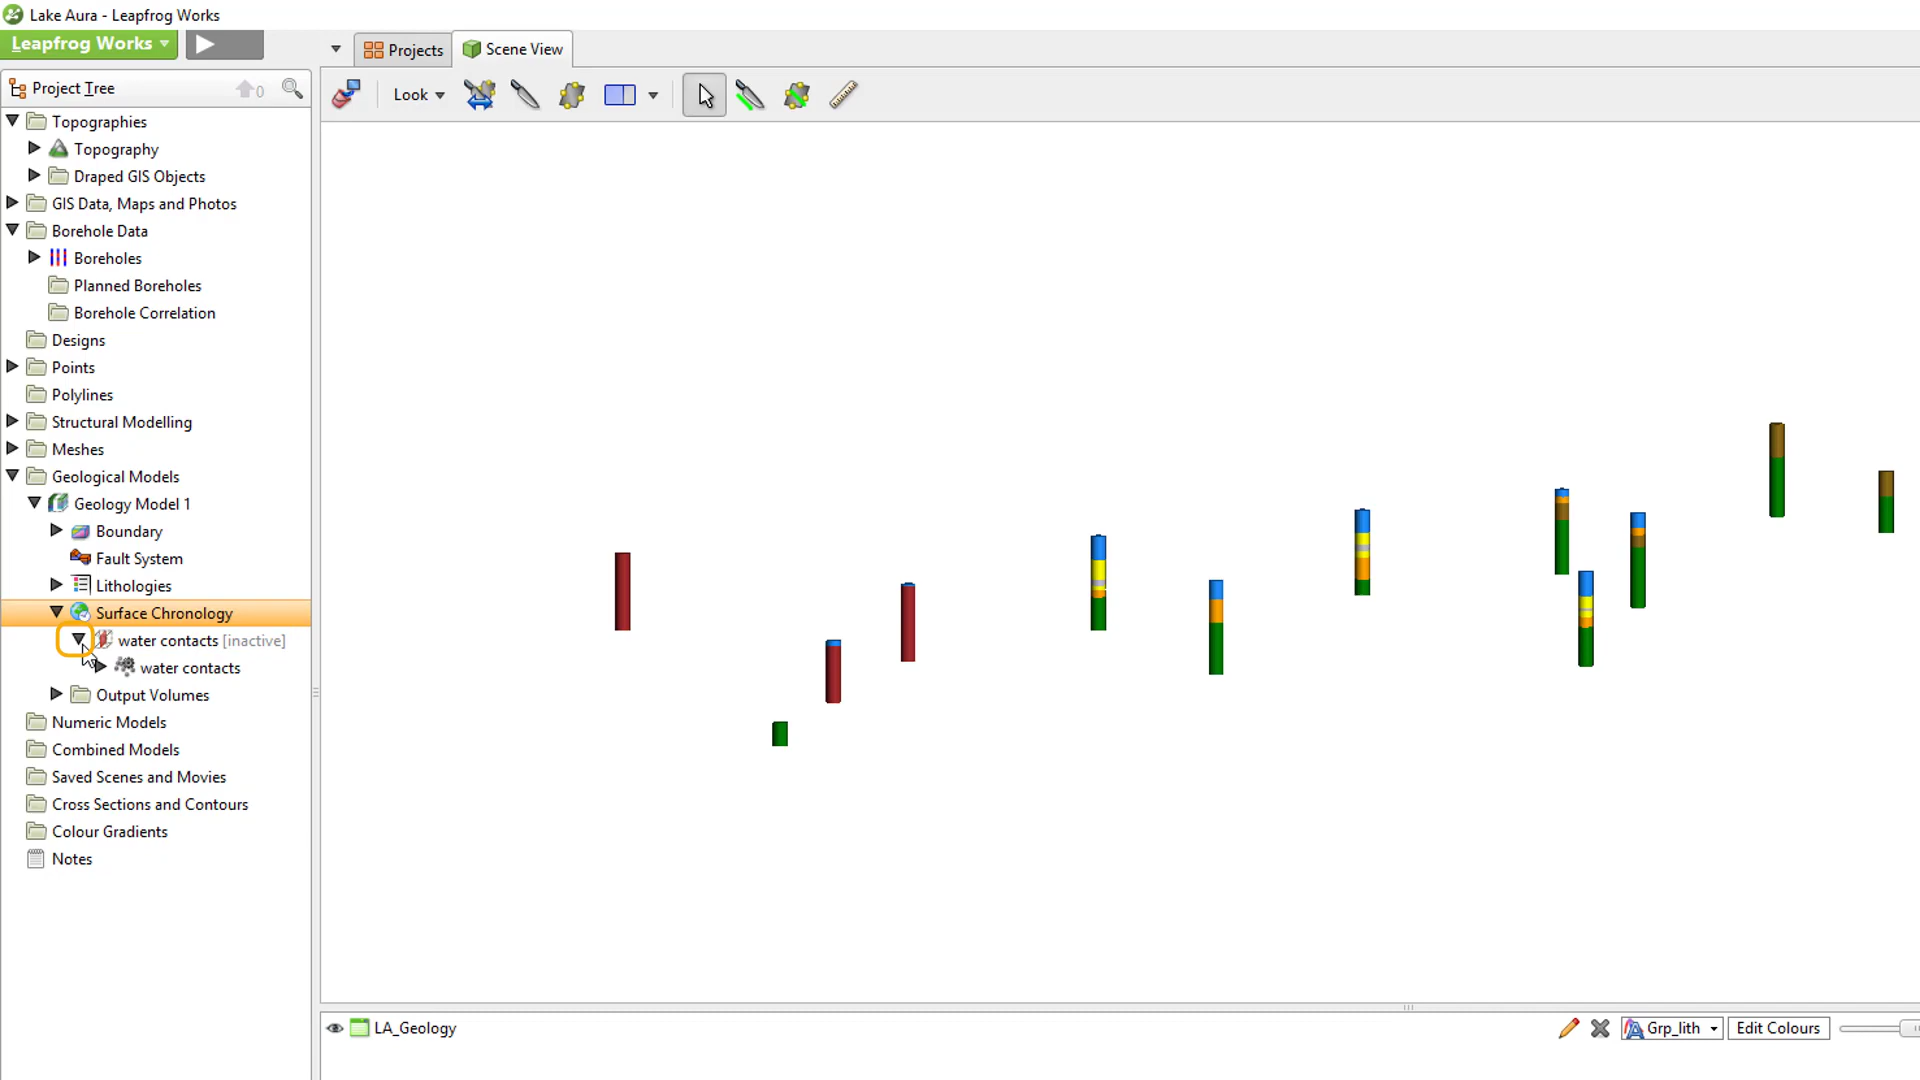 Lake Aura - Leapfrog Works
Leapfrog Works
Projects
Scene View
Project Tree
0
Look
Topographies
Topography
Draped GIS Objects
GIS Data, Maps and Photos
Borehole Data
Boreholes
Planned Boreholes
Borehole Correlation
Designs
Points
Polylines
Structural Modelling
Meshes
Geological Models
Geology Model 1
Boundary
Fault System
Lithologies
Surface Chronology
water contacts [inactive]
water contacts
Output Volumes
Numeric Models
Combined Models
Saved Scenes and Movies
Cross Sections and Contours
Colour Gradients
Notes
LA_Geology
Grp_lith
Edit Colours